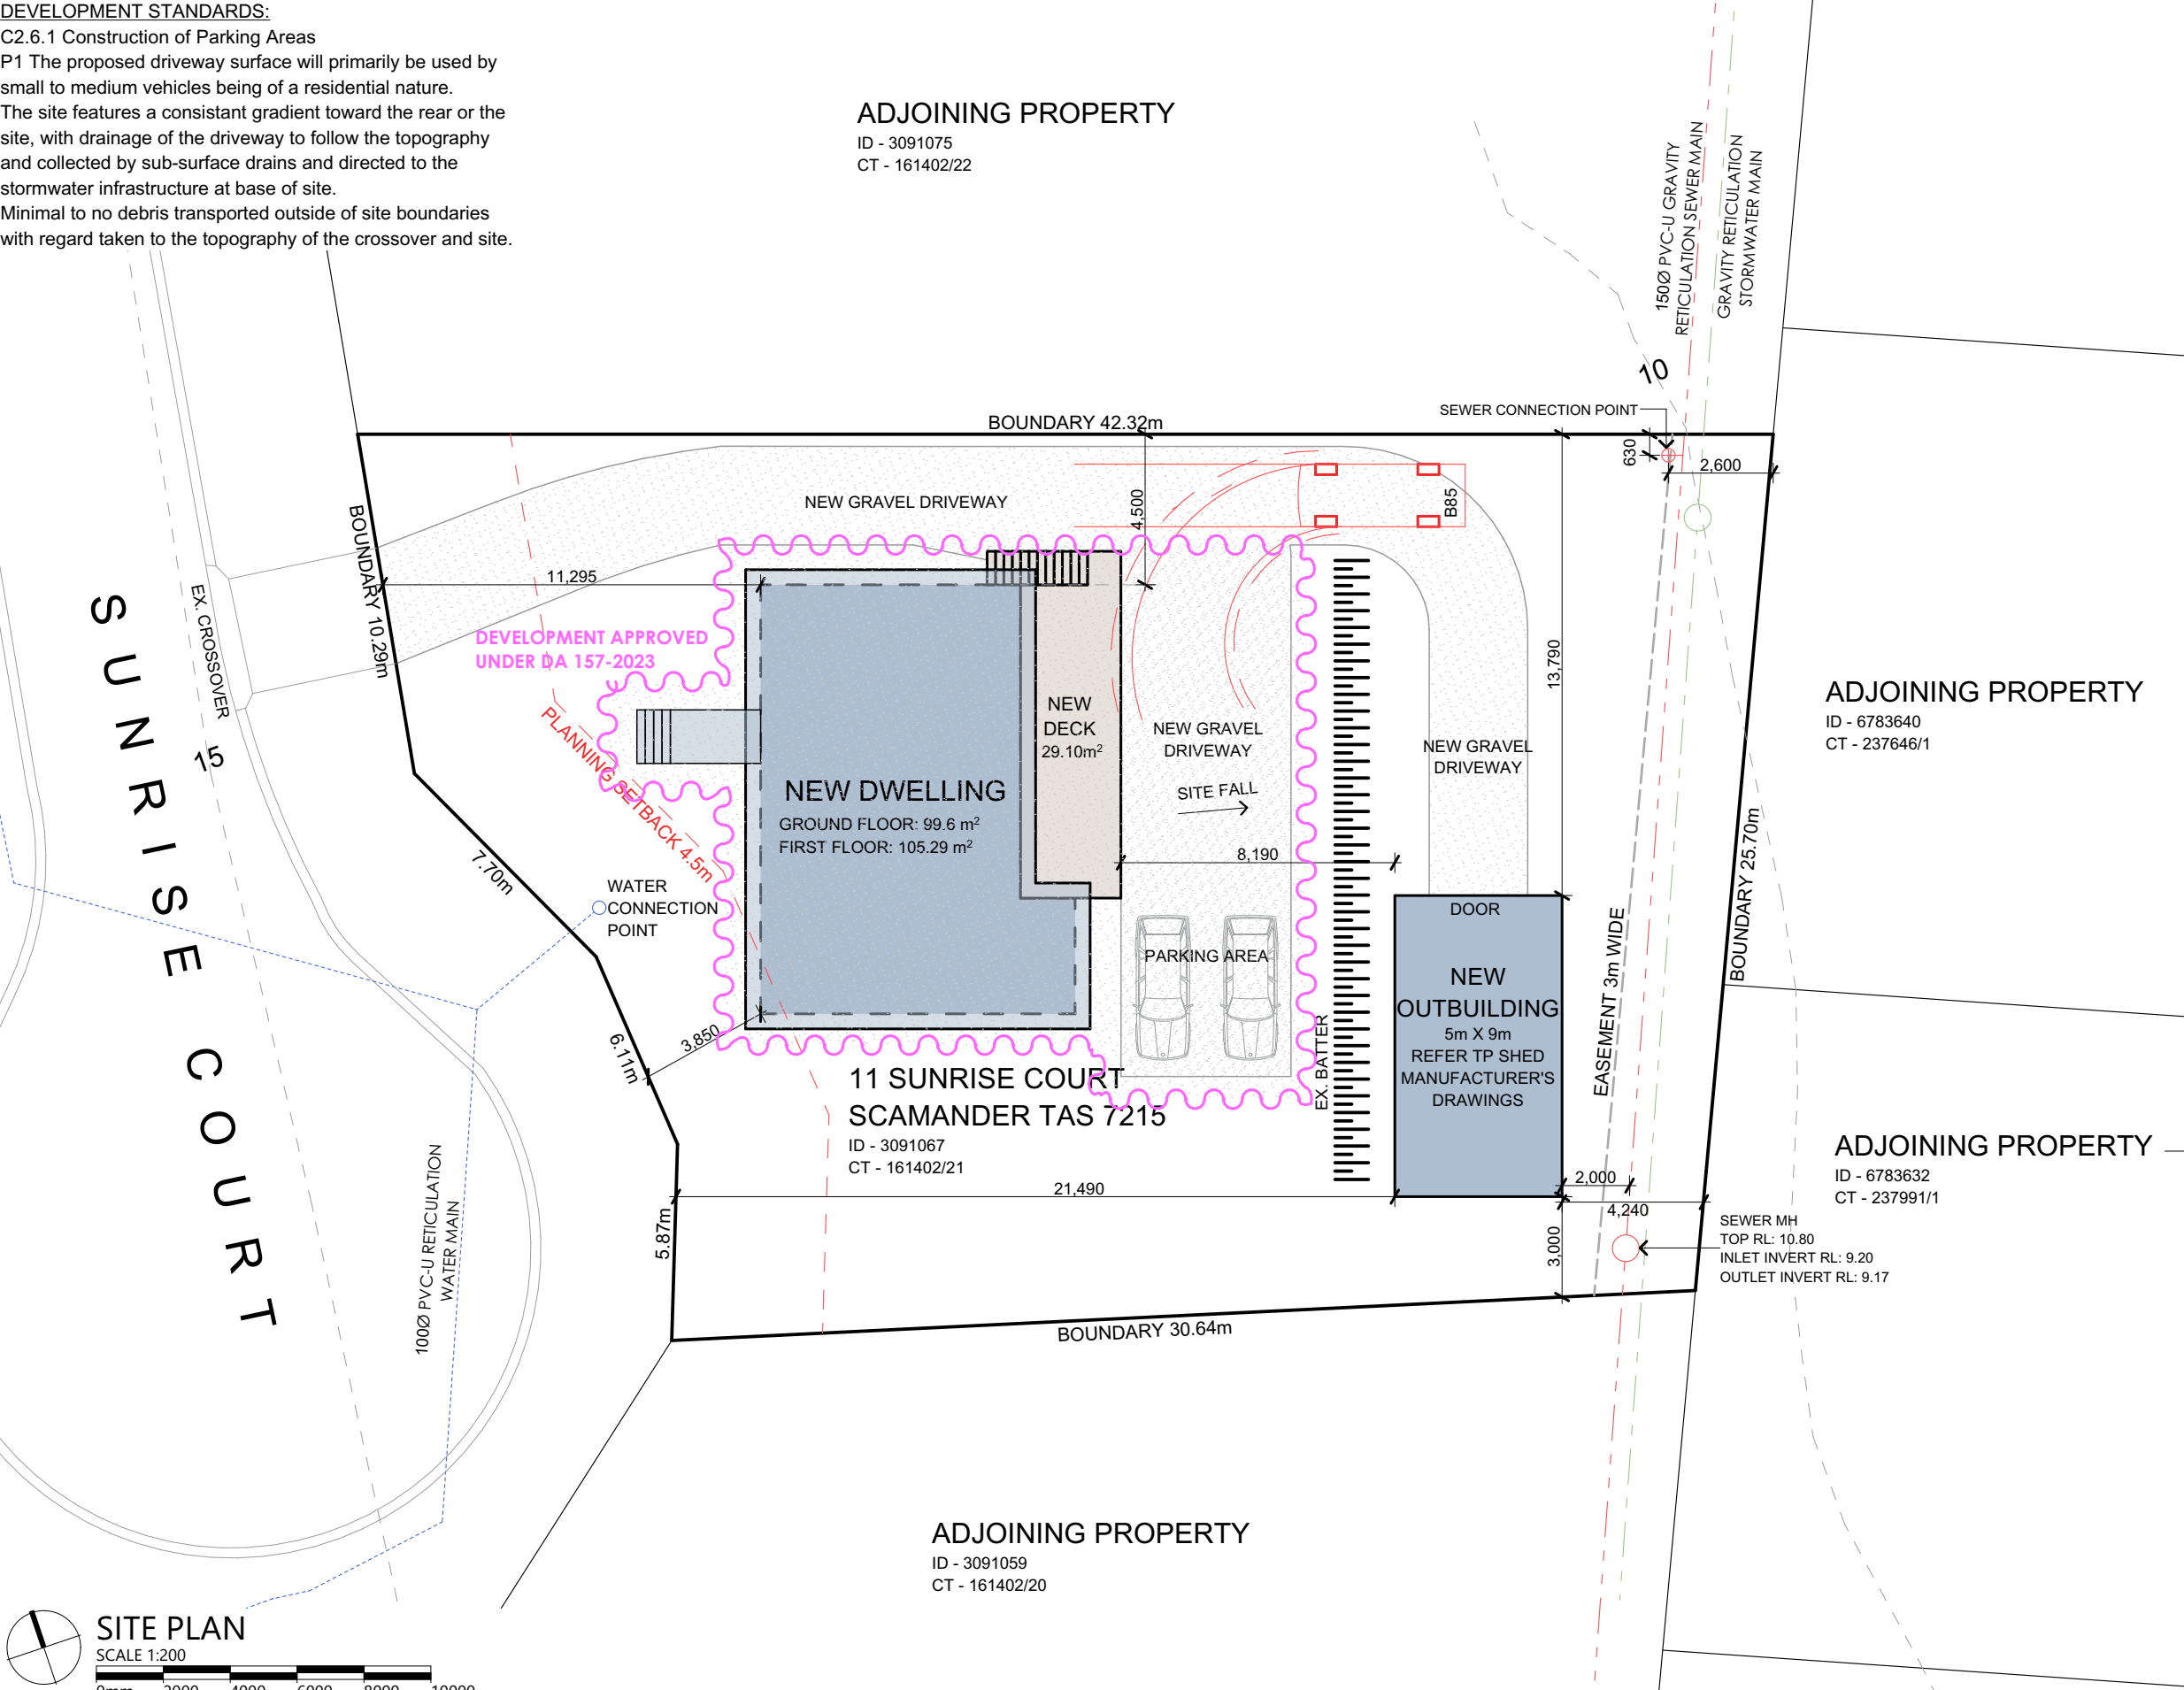 DEVELOPMENT STANDARDS:
C2.6.1 Construction of Parking Areas
P1 The proposed driveway surface will primarily be used by
small to medium vehicles being of a residential nature.
The site features a consistant gradient toward the rear or the
site, with drainage of the driveway to follow the topography
and collected by sub-surface drains and directed to the
stormwater infrastructure at base of site.
Minimal to no debris transported outside of site boundaries
with regard taken to the topography of the crossover and site.
ADJOINING PROPERTY
ID - 3091075
CT - 161402/22
150Ø PVC-U GRAVITY
RETICULATION SEWER MAIN
GRAVITY RETICULATION
STORMWATER MAIN
10
SEWER CONNECTION POINT
BOUNDARY 42.32m
630
2,600
NEW GRAVEL DRIVEWAY
4,500
B85
BOUNDARY 10.29m
11,295
EX. CROSSOVER
DEVELOPMENT APPROVED
UNDER DA 157-2023
13,790
SUNRISE COURT
15
PLANNING SETBACK 4.5m
NEW
DECK
29.10m²
NEW GRAVEL
DRIVEWAY
SITE FALL
NEW GRAVEL
DRIVEWAY
ADJOINING PROPERTY
ID - 6783640
CT - 237646/1
NEW DWELLING
GROUND FLOOR: 99.6 m²
FIRST FLOOR: 105.29 m²
8,190
7.70m
WATER
CONNECTION
POINT
BOUNDARY 25.70m
DOOR
PARKING AREA
NEW
OUTBUILDING
5m X 9m
REFER TP SHED
MANUFACTURER'S
DRAWINGS
EASEMENT 3m WIDE
EX. BATTER
3,850
6.11m
11 SUNRISE COURT
SCAMANDER TAS 7215
ID - 3091067
CT - 161402/21
ADJOINING PROPERTY
ID - 6783632
CT - 237991/1
21,490
2,000
4,240
5.87m
3,000
SEWER MH
TOP RL: 10.80
INLET INVERT RL: 9.20
OUTLET INVERT RL: 9.17
100Ø PVC-U RETICULATION
WATER MAIN
BOUNDARY 30.64m
ADJOINING PROPERTY
ID - 3091059
CT - 161402/20
SITE PLAN
SCALE 1:200
0mm 2000 4000 6000 8000 10000